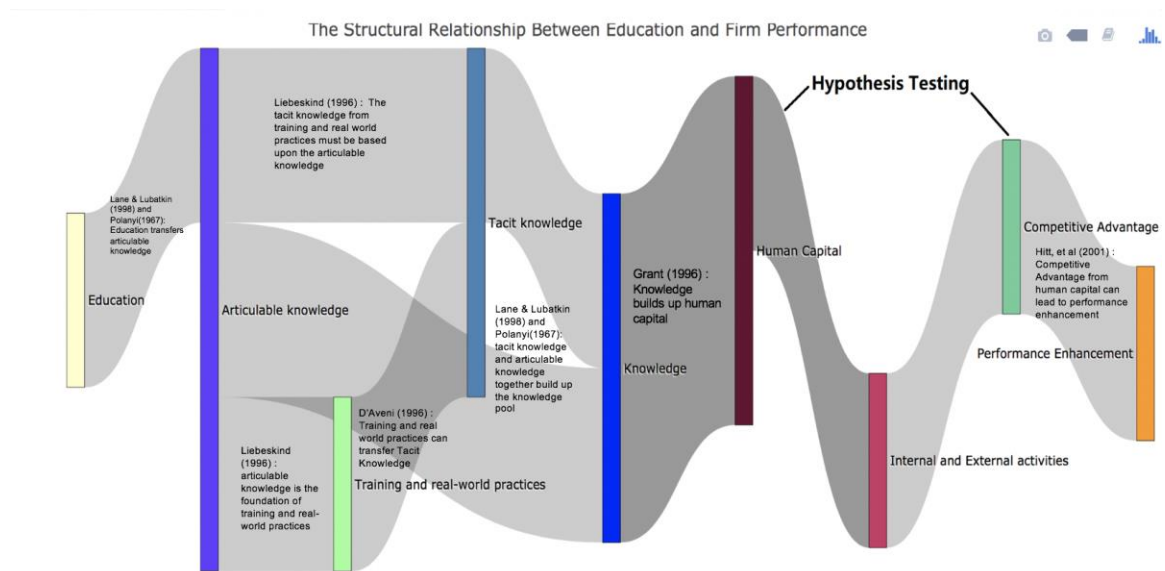 The Structural Relationship Between Education and Firm Performance
Hypothesis Testing
Liebeskind (1996) : The
tacit knowledge from
training and real world
practices must be based
upon the articulable
knowledge
Lane & Lubatkin
(1998) and
Polanyi(1967):
Education transfers
articulable
knowledge
Education
Articulable knowledge
Tacit knowledge
Lane & Lubatkin
(1998) and
Polanyi(1967):
tacit knowledge
and articulable
knowledge
together build up
the knowledge
pool
D'Aveni (1996) :
Training and real
world practices can
transfer Tacit
Knowledge
Training and real-world practices
Liebeskind
(1996) :
articulable
knowledge is the
foundation of
training and real-
world practices
Knowledge
Grant (1996) :
Knowledge
builds up human
capital
Human Capital
Internal and External activities
Competitive Advantage
Hitt, et al (2001) :
Competitive
Advantage from
human capital can
lead to performance
enhancement
Performance Enhancement